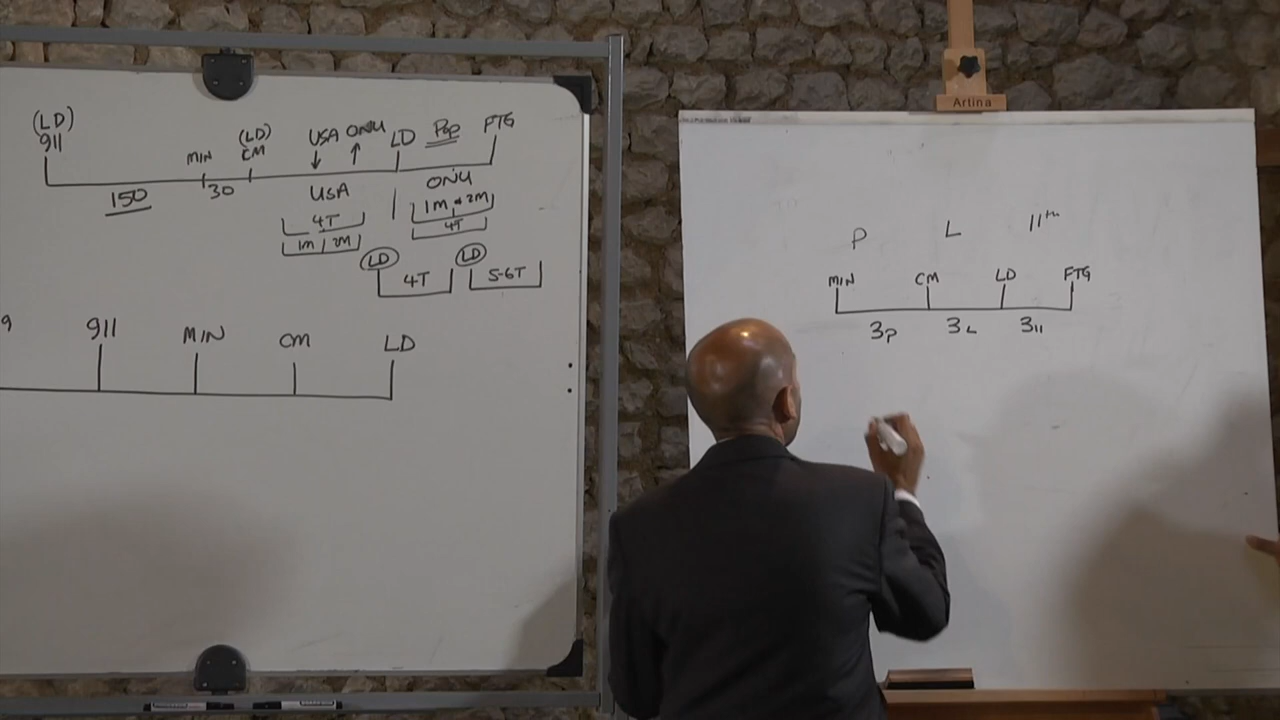 (LD)
911
MIN
(LD)
CM
USA ONU
LD
Pop
FTG
150
30
USA
ONU
4T
1M & 2M
1M 2M
4T
LD
4T
LD
5-6T
9
911
MIN
CM
LD
Artina
P
L
11th
MIN
CM
LD
FTG
3P
3L
311